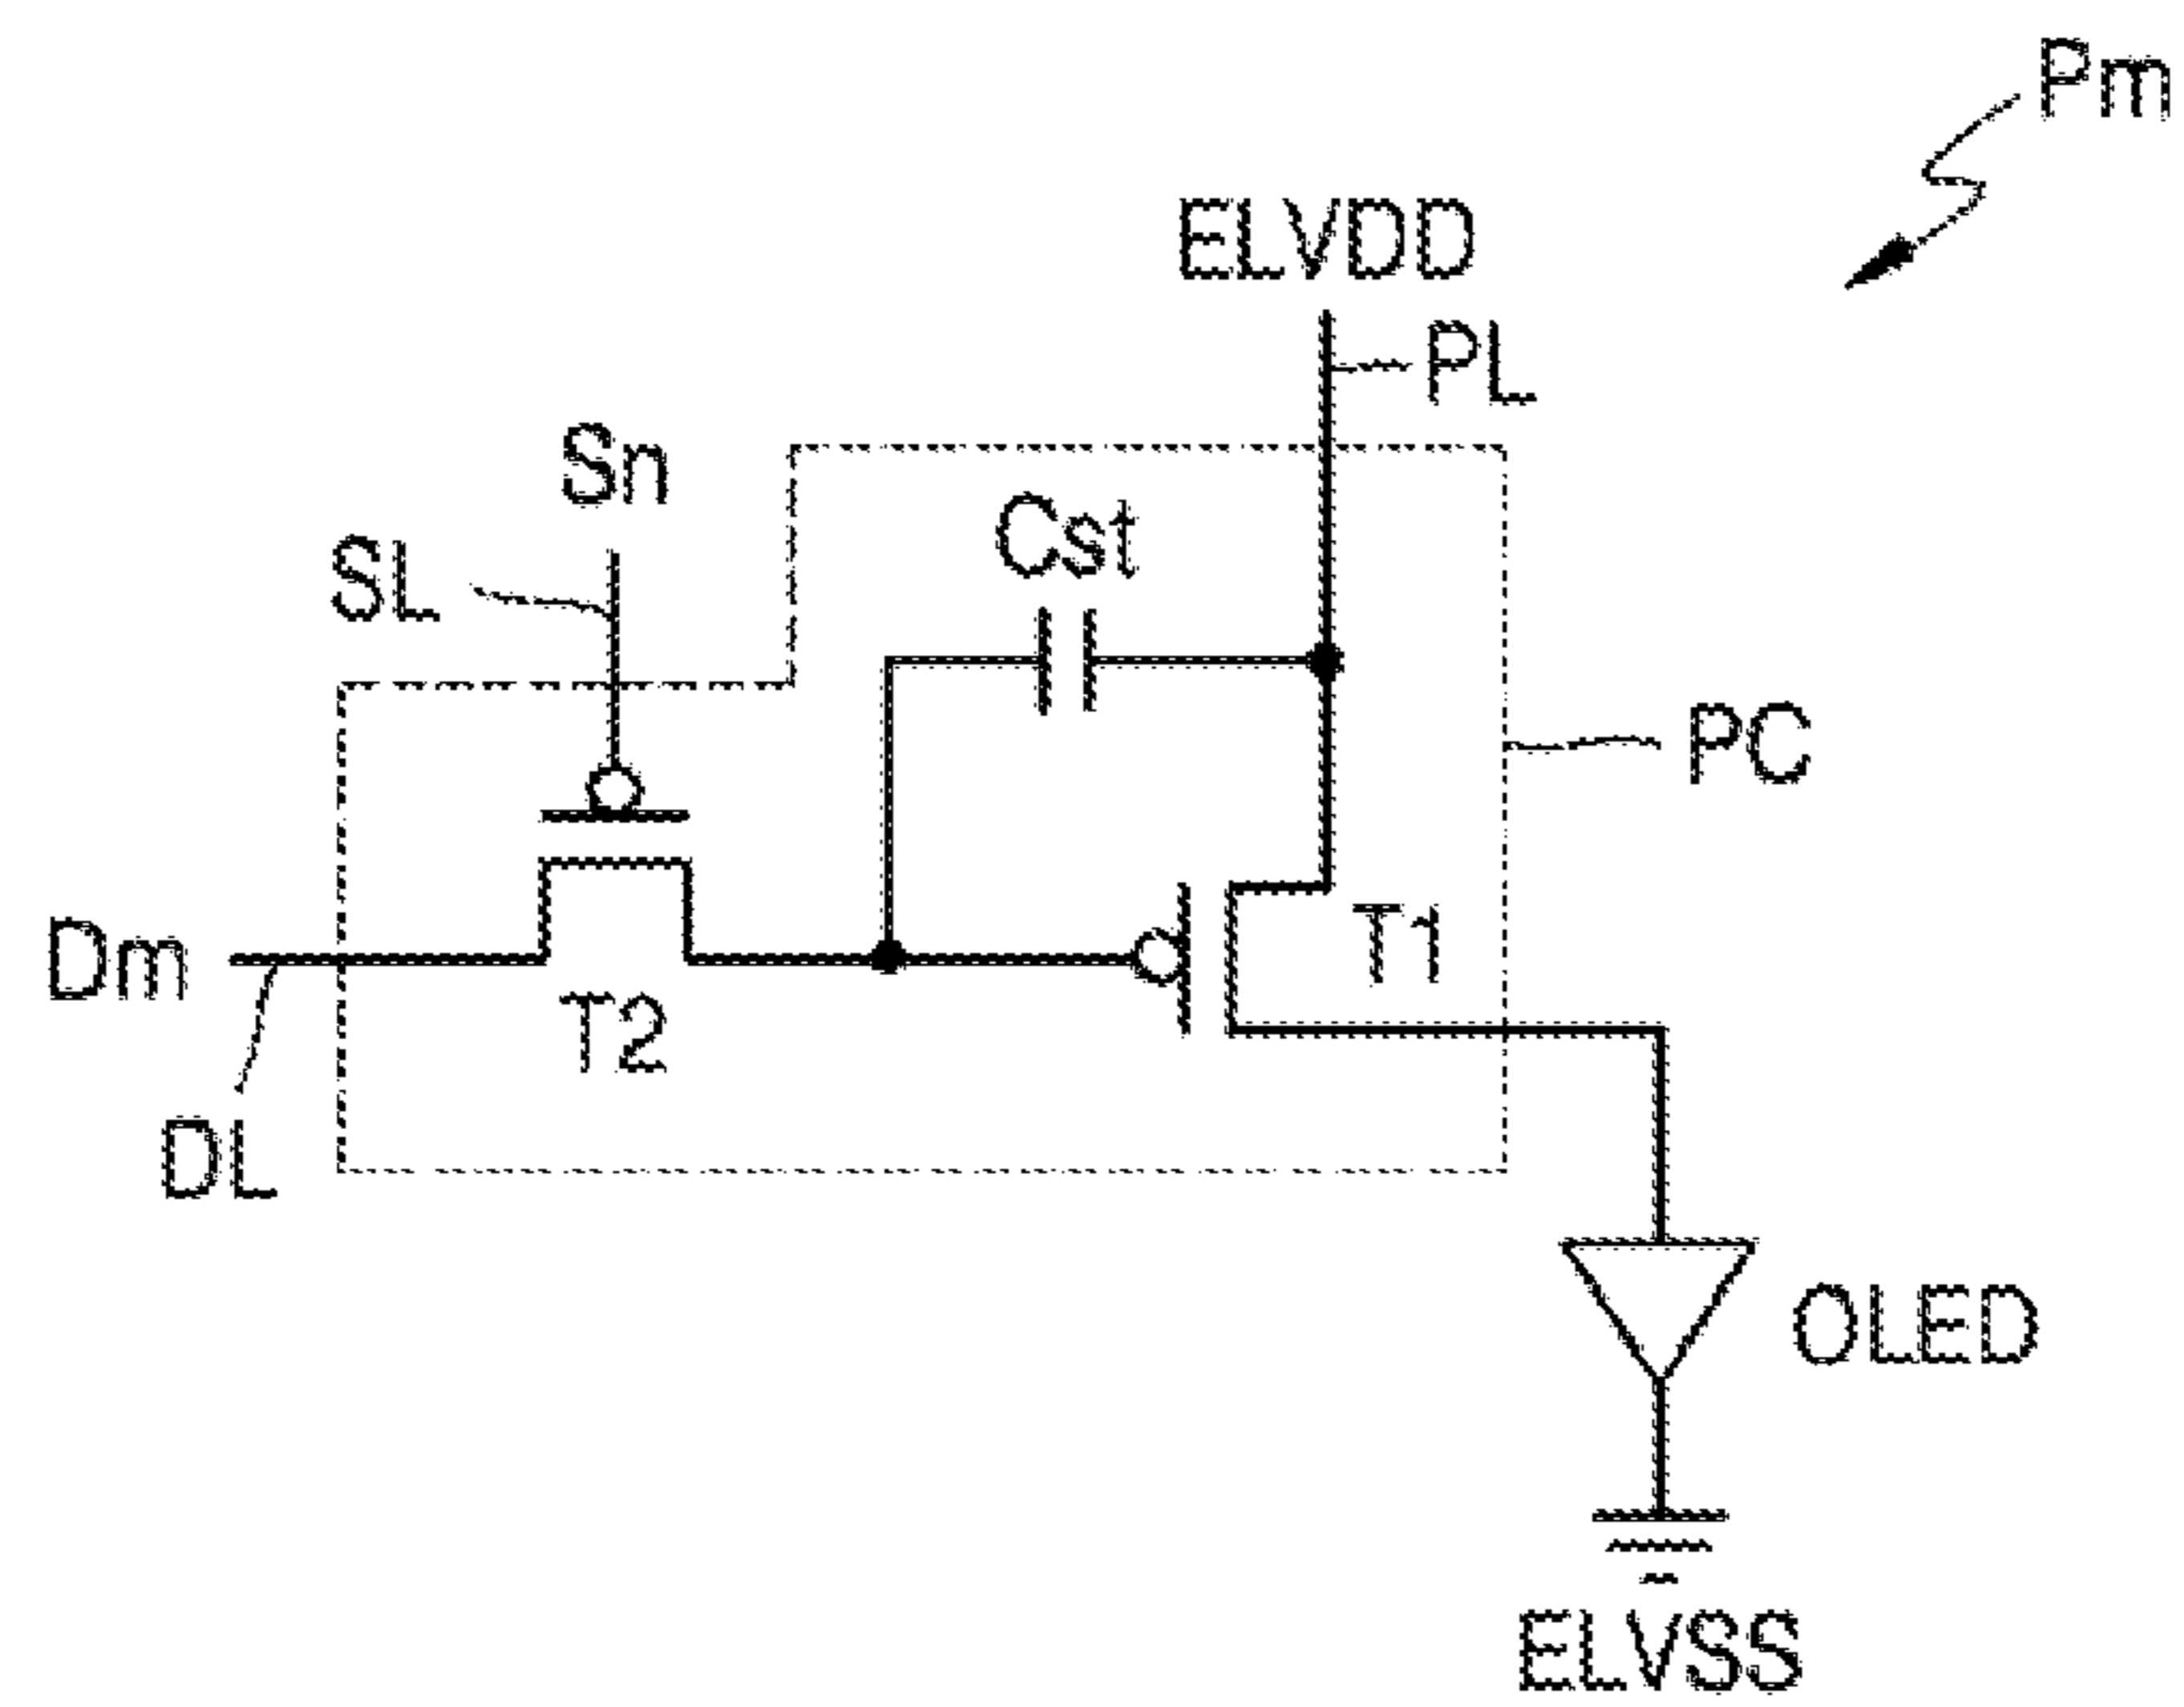 Pm
ELVDD
PL
Sn
Cst
SL
PC
T1
Dm
T2
DL
OLED
ELVSS